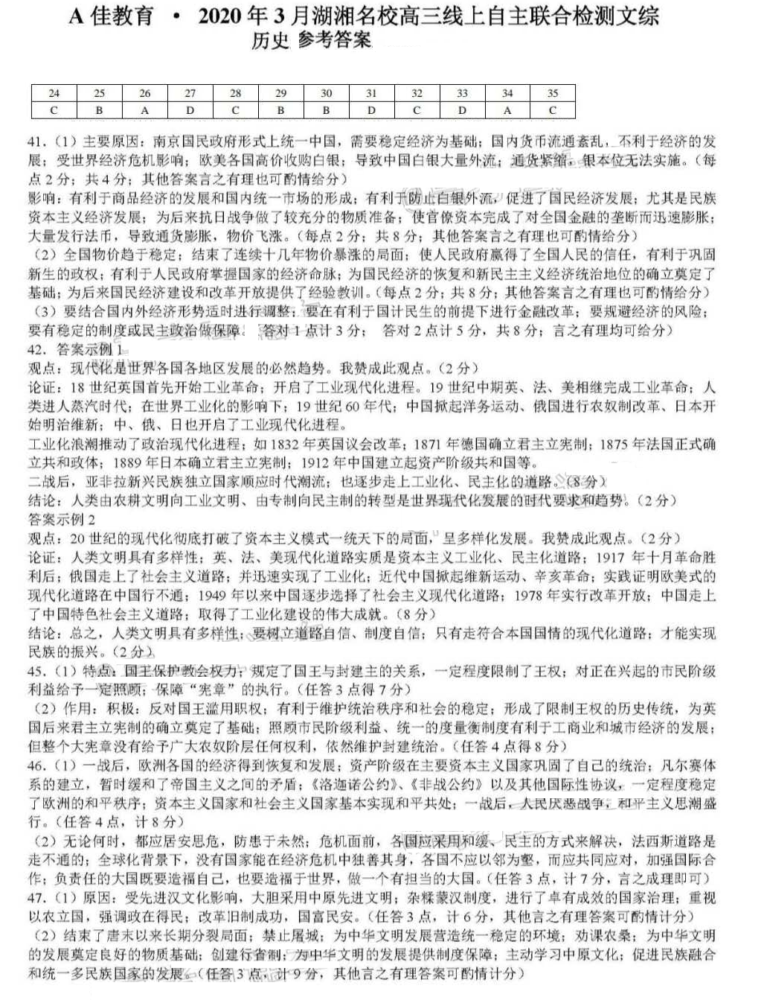 A 佳教育 · 2020 年 3 月湖湘名校高三线上自主联合检测文综
历史 参考答案
24 25 26 27 28 29 30 31 32 33 34 35
C B A D C B B D C D A C
41.（1）主要原因：南京国民政府形式上统一中国，需要稳定经济为基础；国内货币流通紊乱，不利于经济的发
展；受世界经济危机影响；欧美各国高价收购白银；导致中国白银大量外流；通货紧缩，银本位无法实施。（每
点 2 分；共 4 分；其他答案言之有理也可酌情给分）
影响：有利于商品经济的发展和国内统一市场的形成；有利于防止白银外流，促进了国民经济发展；尤其是民族
资本主义经济发展；为后来抗日战争做了较充分的物质准备；使官僚资本完成了对全国金融的垄断而迅速膨胀；
大量发行法币，导致通货膨胀，物价飞涨。（每点 2 分；共 8 分；其他答案言之有理也可酌情给分）
（2）全国物价趋于稳定；结束了连续十几年物价暴涨的局面；使人民政府赢得了全国人民的信任，有利于巩固
新生的政权；有利于人民政府掌握国家的经济命脉；为国民经济的恢复和新民主主义经济统治地位的确立奠定了
基础；为后来国民经济建设和改革开放提供了经验教训。（每点 2 分；共 8 分；其他答案言之有理也可酌情给分）
（3）要结合国内外经济形势适时进行调整；要在有利于国计民生的前提下进行金融改革；要规避经济的风险；
要有稳定的制度或民主政治做保障。 答对 1 点计 3 分； 答对 2 点计 5 分，共 8 分；言之有理均可给分）
42．答案示例 1
观点：现代化是世界各国各地区发展的必然趋势。我赞成此观点。（2 分）
论证：18 世纪英国首先开始工业革命；开启了工业现代化进程。19 世纪中期英、法、美相继完成工业革命；人
类进人蒸汽时代；在世界工业化的影响下；19 世纪 60 年代；中国掀起洋务运动、俄国进行农奴制改革、日本开
始明治维新；中、俄、日也开启了工业现代化进程。
工业化浪潮推动了政治现代化进程；如 1832 年英国议会改革；1871 年德国确立君主立宪制；1875 年法国正式确
立共和政体；1889 年日本确立君主立宪制；1912 年中国建立起资产阶级共和国等。
二战后，亚非拉新兴民族独立国家顺应时代潮流；也逐步走上工业化、民主化的道路。（8 分）
结论：人类由农耕文明向工业文明、由专制向民主制的转型是世界现代化发展的时代要求和趋势。（2 分）
答案示例 2
观点：20 世纪的现代化彻底打破了资本主义模式一统天下的局面，呈多样化发展。我赞成此观点。（2 分）
论证：人类文明具有多样性；英、法、美现代化道路实质是资本主义工业化、民主化道路；1917 年十月革命胜
利后；俄国走上了社会主义道路；并迅速实现了工业化；近代中国掀起维新运动、辛亥革命；实践证明欧美式的
现代化道路在中国行不通；1949 年以来中国逐步选择了社会主义现代化道路；1978 年实行改革开放；中国走上
了中国特色社会主义道路；取得了工业化建设的伟大成就。（8 分）
结论：总之，人类文明具有多样性；要树立道路自信、制度自信；只有走符合本国国情的现代化道路；才能实现
民族的振兴。（2 分）
45.（1）特点：国王保护教会权力；规定了国王与封建主的关系，一定程度限制了王权；对正在兴起的市民阶级
利益给予一定照顾；保障“宪章”的执行。（任答 3 点得 7 分）
（2）作用：积极：反对国王滥用职权；有利于维护统治秩序和社会的稳定；形成了限制王权的历史传统，为英
国后来君主立宪制的确立奠定了基础；照顾市民阶级利益、统一的度量衡制度有利于工商业和城市经济的发展；
但整个大宪章没有给予广大农奴阶层任何权利，依然维护封建统治。（任答 4 点得 8 分）
46.（1）一战后，欧洲各国的经济得到恢复和发展；资产阶级在主要资本主义国家巩固了自己的统治；凡尔赛体
系的建立，暂时缓和了帝国主义之间的矛盾；《洛迦诺公约》、《非战公约》 以及其他国际性协议，一定程度稳定
了欧洲的和平秩序；资本主义国家和社会主义国家基本实现和平共处；一战后，人民厌恶战争，和平主义思潮盛
行。（任答 4 点，计 8 分）
（2）无论何时，都应居安思危，防患于未然；危机面前，各国应采用和缓、民主的方式来解决，法西斯道路是
走不通的；全球化背景下，没有国家能在经济危机中独善其身，各国不应以邻为壑，而应共同应对，加强国际合
作；负责任的大国既要造福自己，也要造福于世界，做一个有担当的大国。（任答 3 点，计 7 分，言之成理即可）
47.（1）原因：受先进汉文化影响，大胆采用中原先进文明；杂糅蒙汉制度，进行了卓有成效的国家治理；重视
以农立国，强调政在得民；改革旧制成功，国富民安。（任答 3 点，计 6 分，其他言之有理答案可酌情计分）
（2）结束了唐末以来长期分裂局面；禁止屠城；为中华文明发展营造统一稳定的环境；劝课农桑；为中华文明
的发展奠定良好的物质基础；创建行省制；为中华文明的发展提供制度保障；主动学习中原文化；促进民族融合
和统一多民族国家的发展。（任答 3 点，计 9 分，其他言之有理答案可酌情计分）